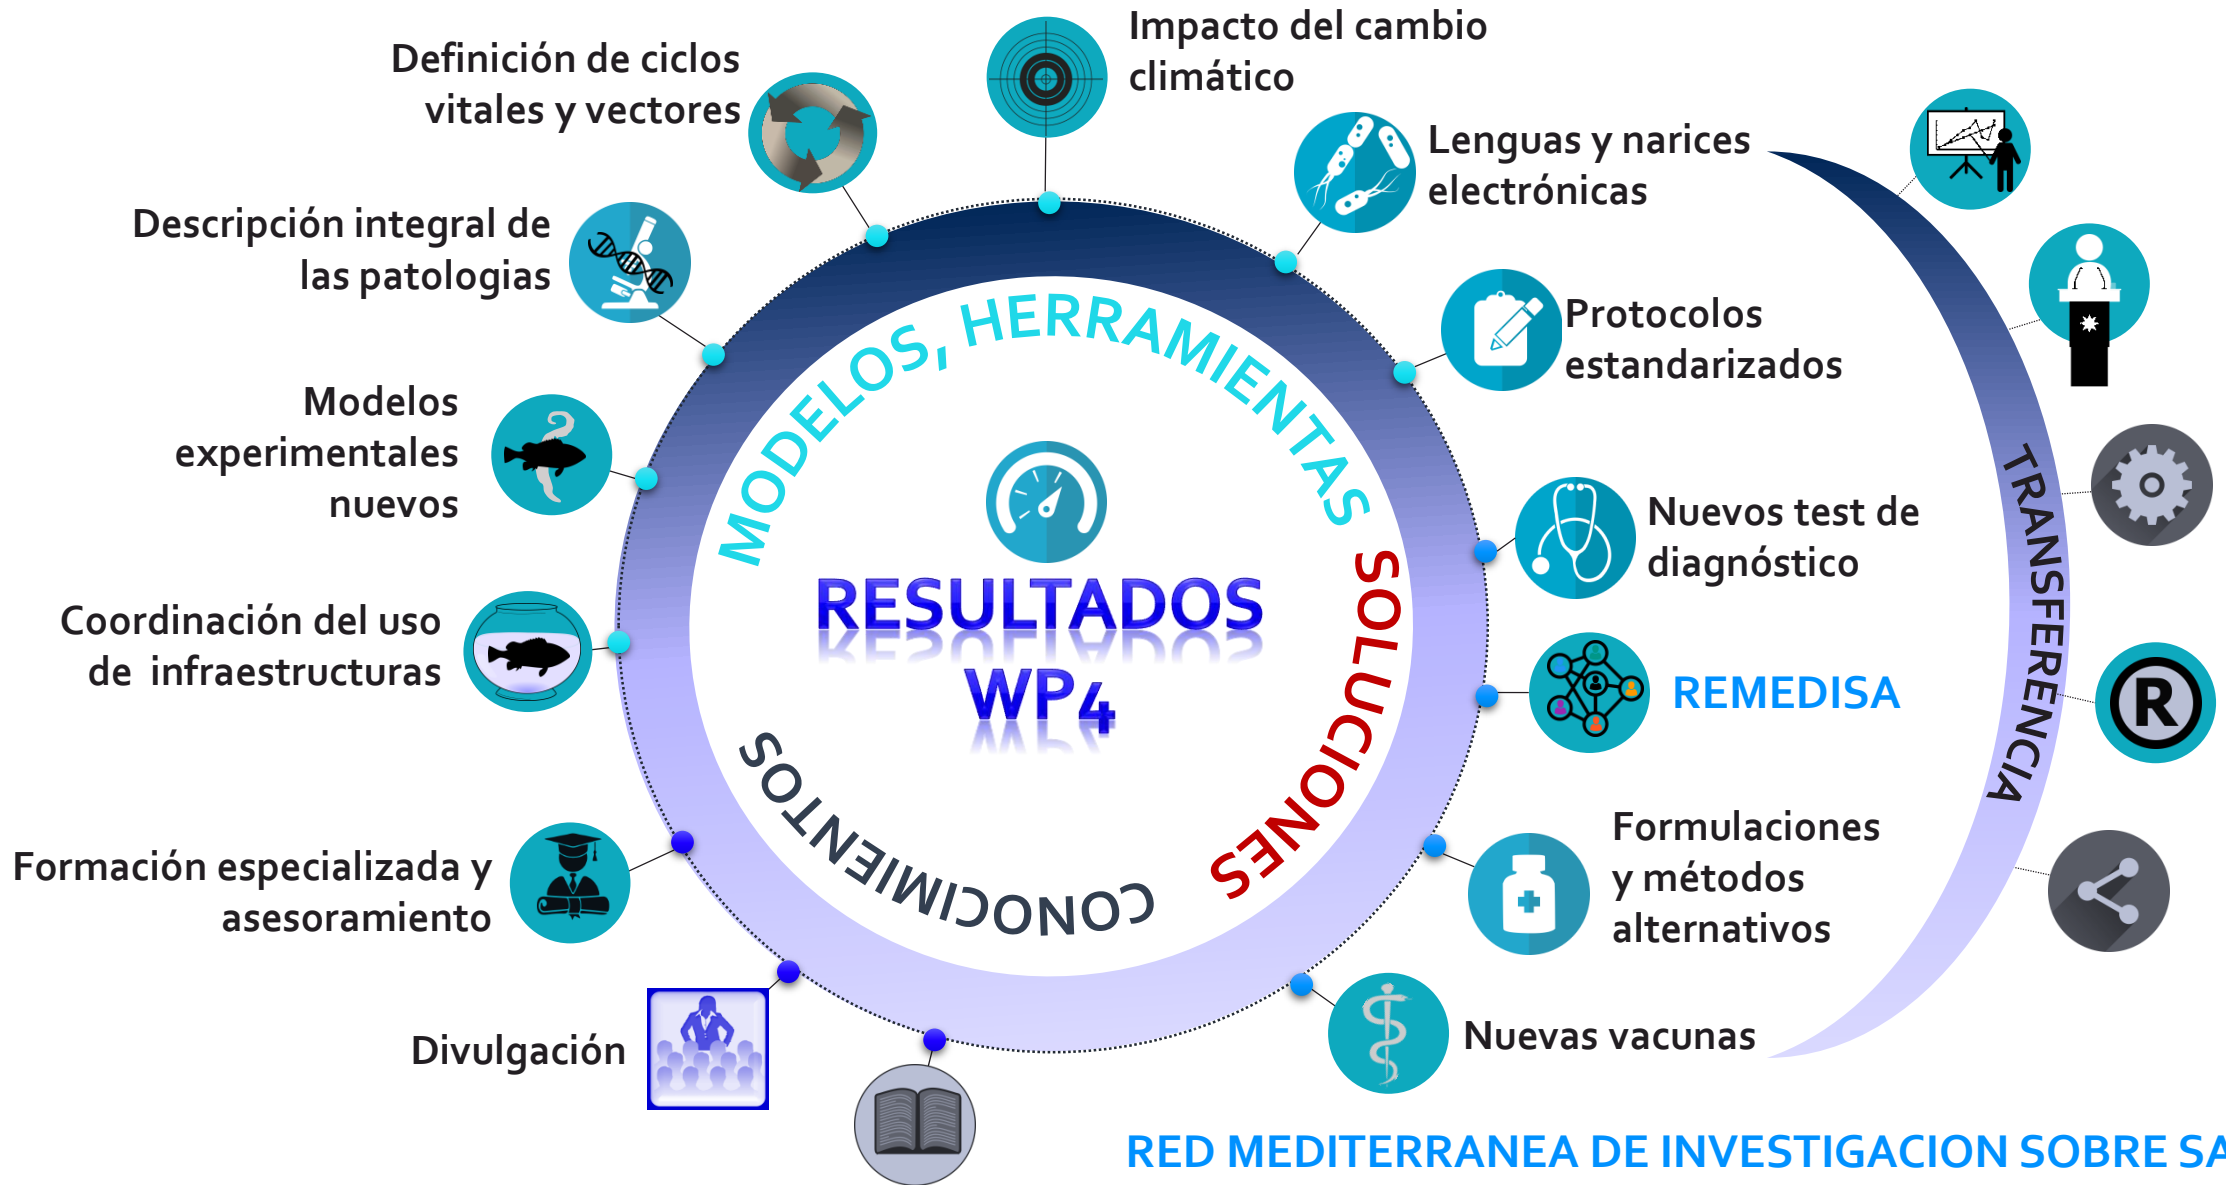 Impacto del cambio
climático
Definición de ciclos
vitales y vectores
Lenguas y narices
electrónicas
Descripción integral de
las patologias
Protocolos
estandarizados
Modelos
experimentales
nuevos
Nuevos test de
diagnóstico
Coordinación del uso
de infraestructuras
REMEDISA
Formulaciones
y métodos
alternativos
Formación especializada y
asesoramiento
Nuevas vacunas
Divulgación
MODELOS, HERRAMIENTAS
SOLUCIONES
CONOCIMIENTOS
RESULTADOS
WP4
TRANSFERENCIA
R
RED MEDITERRANEA DE INVESTIGACION SOBRE